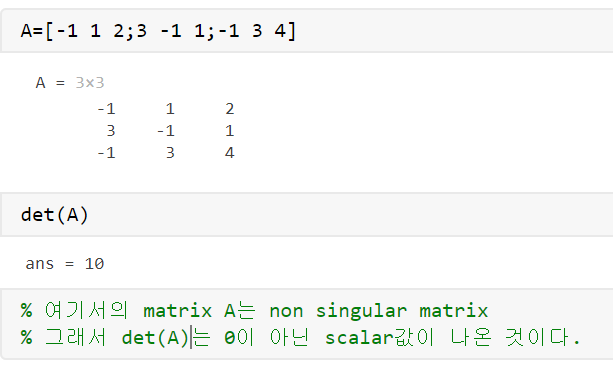 A=[-1 1 2;3 -1 1;-1 3 4]
A = 3×3
-1 1 2
3 -1 1
-1 3 4
det(A)
ans = 10
% 여기서의 matrix A는 non singular matrix
% 그래서 det(A)는 0이 아닌 scalar값이 나온 것이다.